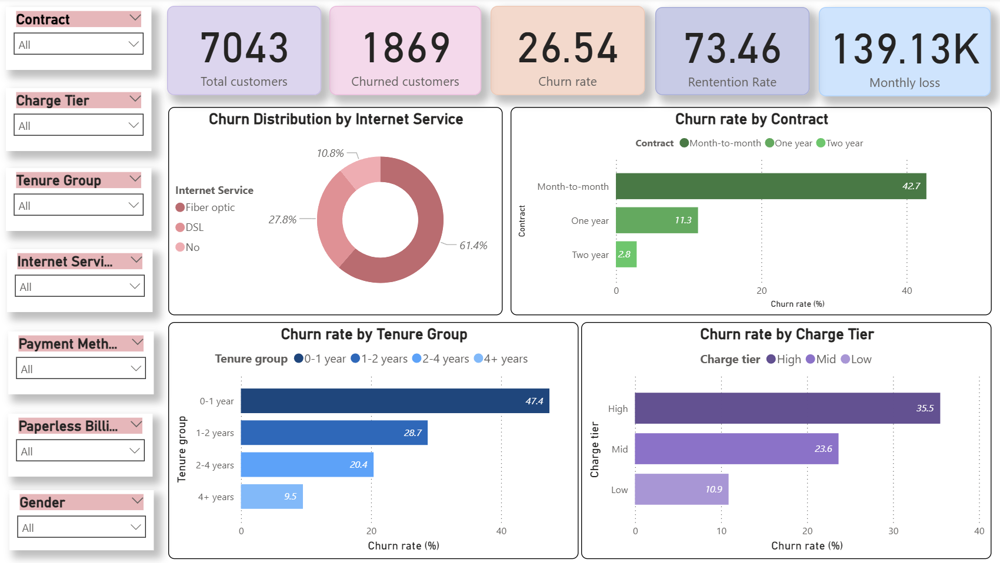 Contract
All
Charge Tier
All
Tenure Group
All
Internet Servi...
All
Payment Meth...
All
Paperless Billi...
All
Gender
All
7043
Total customers
1869
Churned customers
26.54
Churn rate
73.46
Rentention Rate
139.13K
Monthly loss
Churn Distribution by Internet Service
Internet Service
Fiber optic
DSL
No
10.8%
27.8%
61.4%
Churn rate by Contract
Contract Month-to-month One year Two year
Contract
Month-to-month 42.7
One year 11.3
Two year 2.8
0 20 40
Churn rate (%)
Churn rate by Tenure Group
Tenure group 0-1 year 1-2 years 2-4 years 4+ years
Tenure group
0-1 year 47.4
1-2 years 28.7
2-4 years 20.4
4+ years 9.5
0 20 40
Churn rate (%)
Churn rate by Charge Tier
Charge tier High Mid Low
Charge tier
High 35.5
Mid 23.6
Low 10.9
0 10 20 30 40
Churn rate (%)